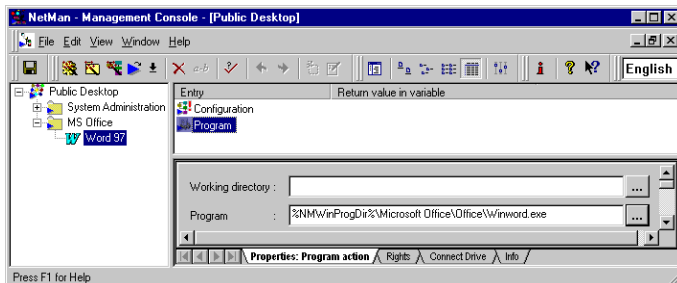 NetMan - Management Console - [Public Desktop]
File Edit View Window Help
a-b English
Public Desktop
System Administration
MS Office
Word 97
Entry Return value in variable
Configuration
Program
Working directory : ...
Program : %NMWinProgDir%\Microsoft Office\Office\Winword.exe ...
Properties: Program action Rights Connect Drive Info
Press F1 for Help